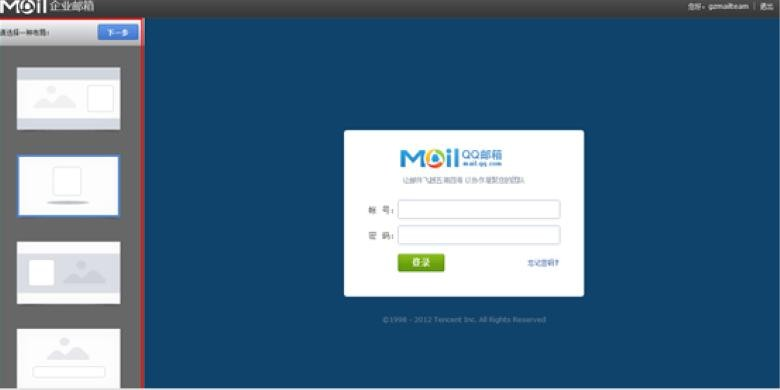 Mail 企业邮箱
您好，gzmailteam | 退出
请选择一种布局：
下一步
Mail QQ邮箱
mail.qq.com
帐 号：
密 码：
登录
忘记密码？
©1998 - 2012 Tencent Inc. All Rights Reserved